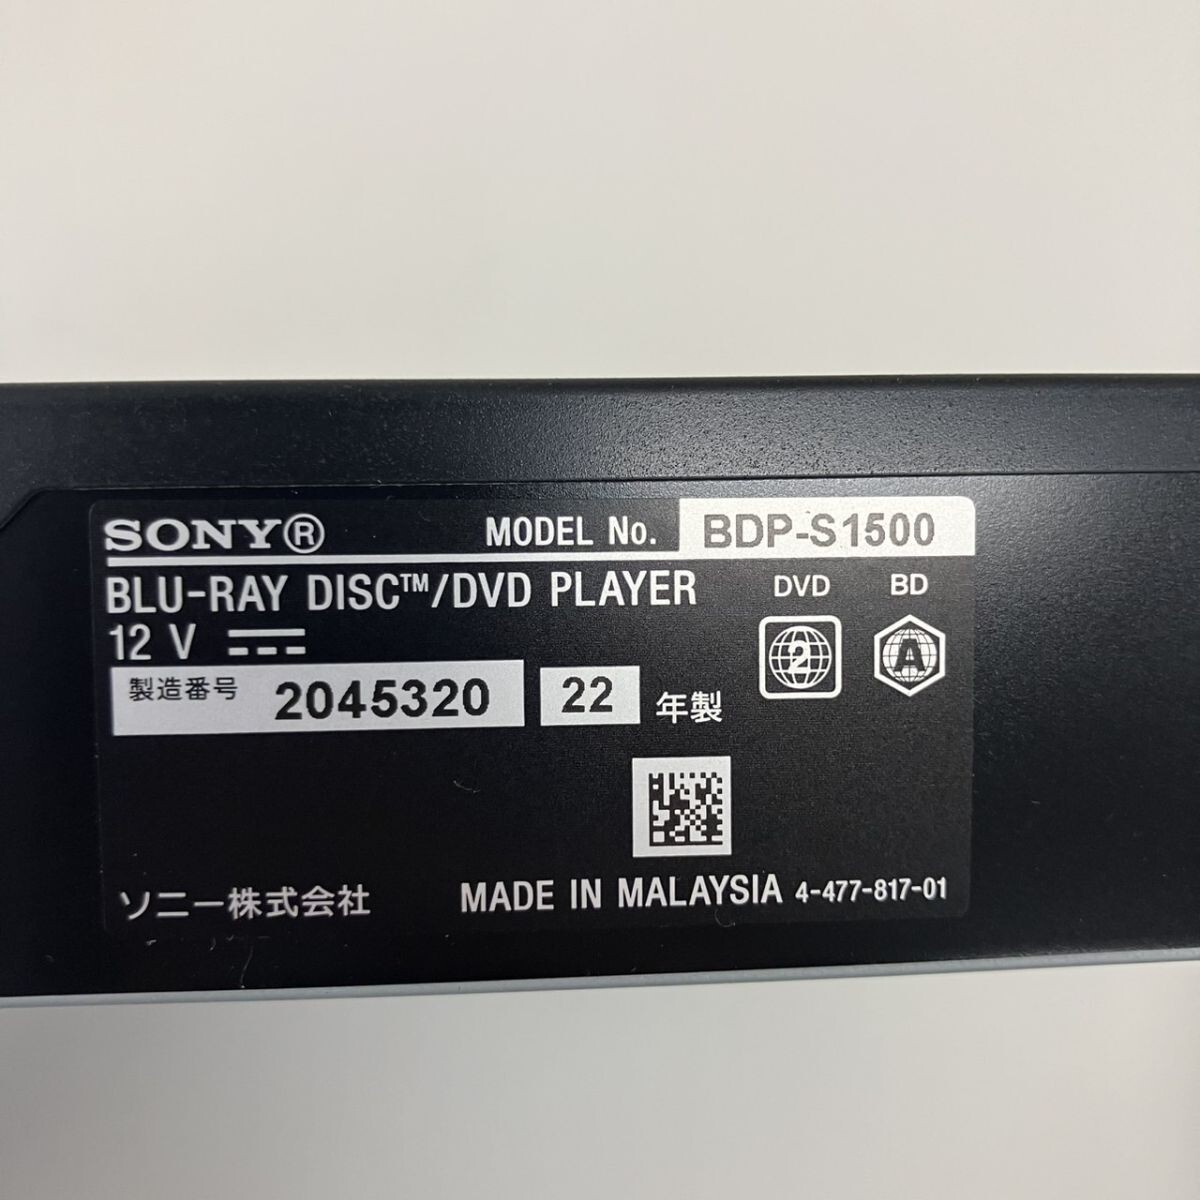 SONY® MODEL No. BDP-S1500
BLU-RAY DISC™/DVD PLAYER DVD BD
12 V 2 A
製造番号 2045320 22 年製
ソニー株式会社 MADE IN MALAYSIA 4-477-817-01